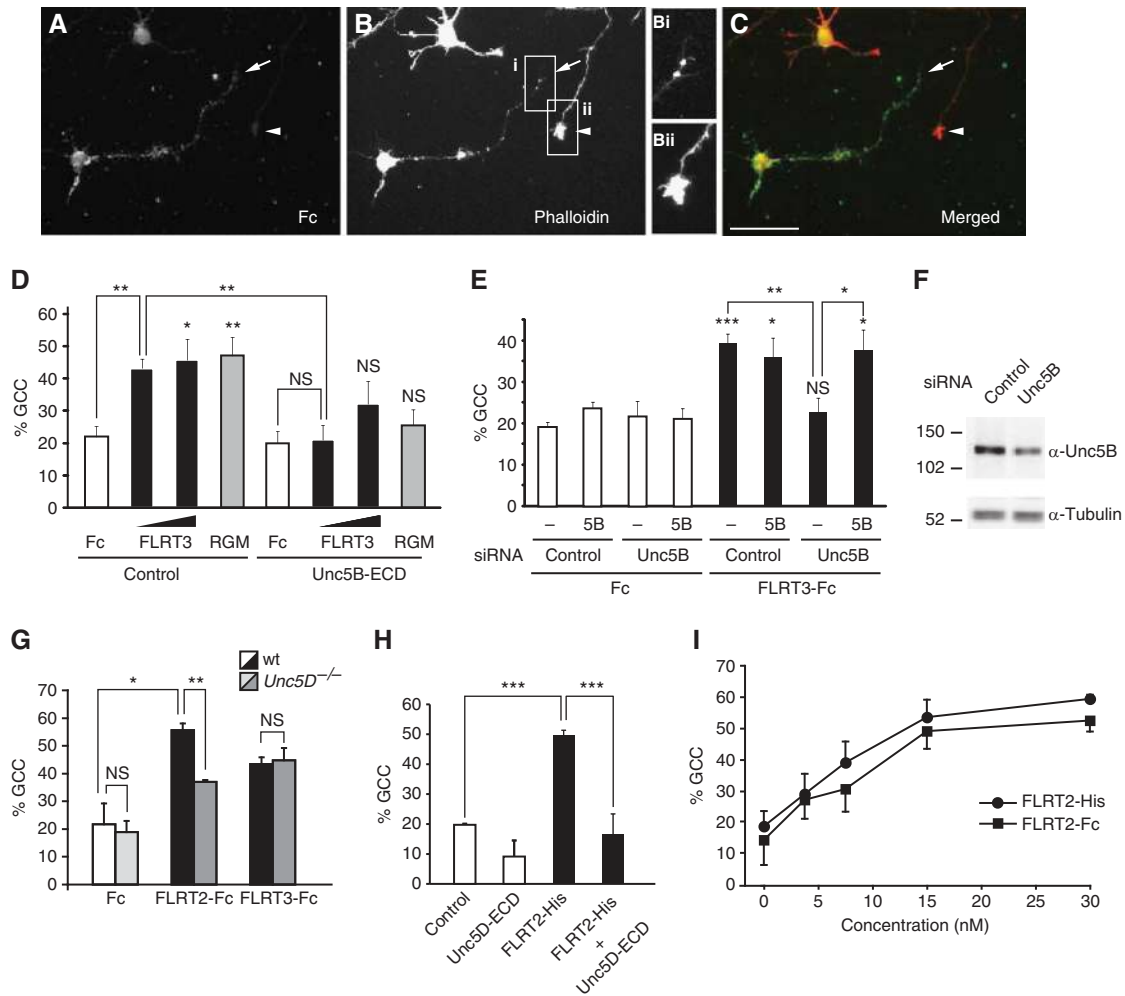 A
Fc
B
i
ii
Phalloidin
Bi
Bii
C
Merged
D
% GCC
60
50
40
30
20
10
0
**
**
*
**
NS
NS
NS
Fc
FLRT3
RGM
Fc
FLRT3
RGM
Control
Unc5B-ECD
E
% GCC
40
30
20
10
0
**
*
***
*
NS
*
–
5B
–
5B
–
5B
–
5B
siRNA
Control
Unc5B
Control
Unc5B
Fc
FLRT3-Fc
F
siRNA
Control
Unc5B
150
102
52
α-Unc5B
α-Tubulin
G
wt
Unc5D–/–
% GCC
70
60
50
40
30
20
10
0
*
**
NS
NS
Fc
FLRT2-Fc
FLRT3-Fc
H
% GCC
60
50
40
30
20
10
0
***
***
Control
Unc5D-ECD
FLRT2-His
FLRT2-His
+
Unc5D-ECD
I
% GCC
70
60
50
40
30
20
10
0
FLRT2-His
FLRT2-Fc
0
5
10
15
20
25
30
Concentration (nM)